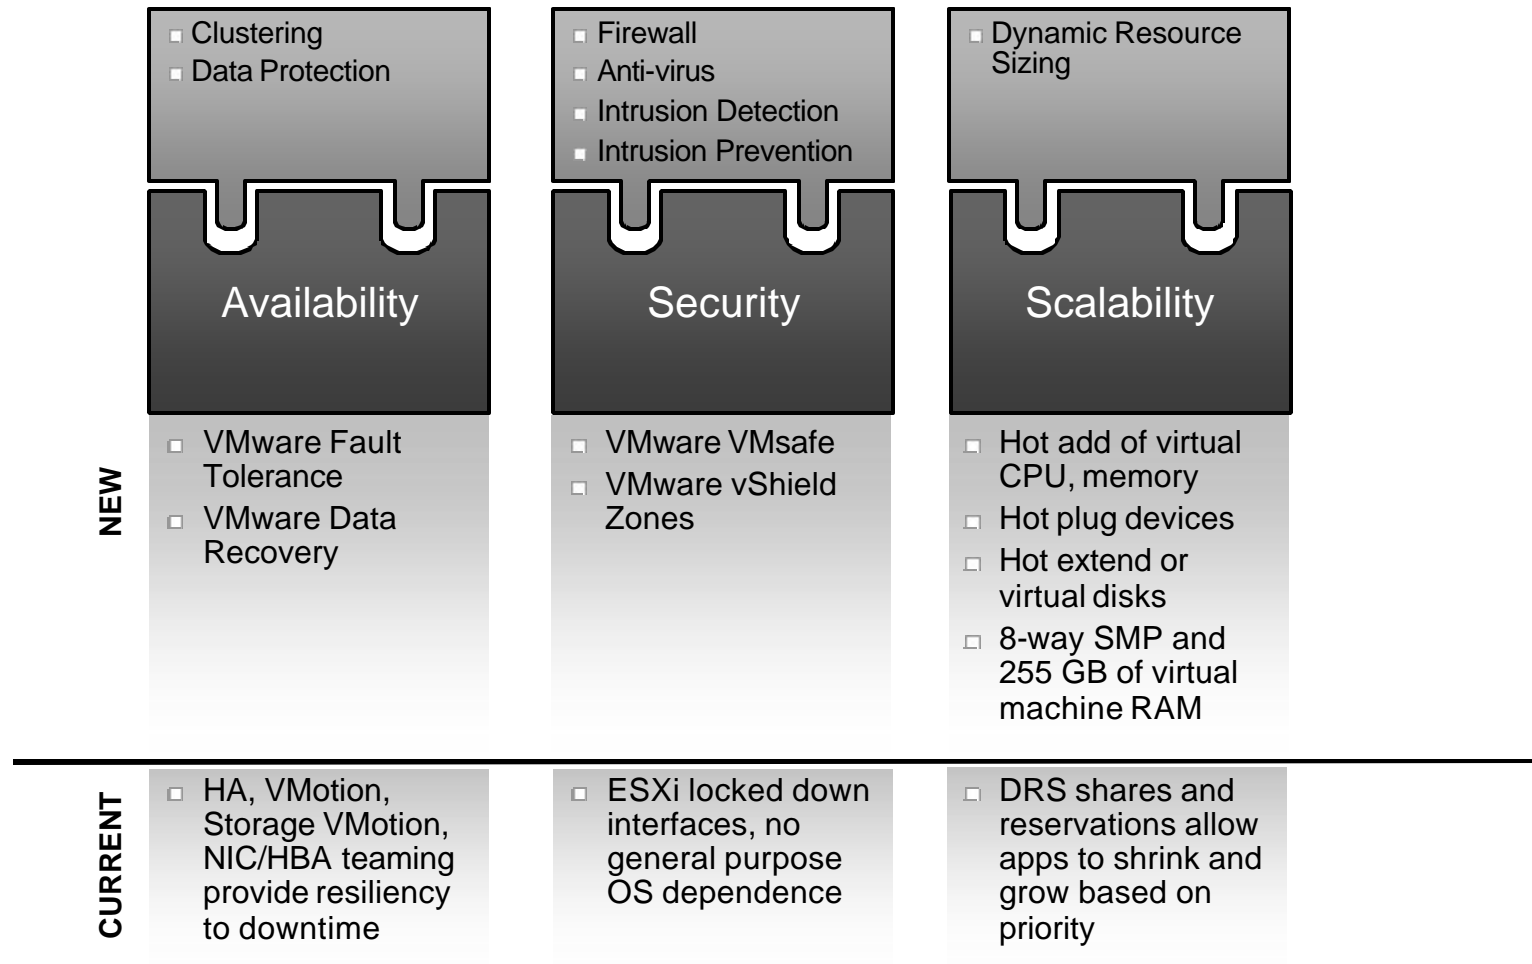 Clustering
Data Protection
Firewall
Anti-virus
Intrusion Detection
Intrusion Prevention
Dynamic Resource
Sizing
Availability
Security
Scalability
NEW
VMware Fault
Tolerance
VMware Data
Recovery
VMware VMsafe
VMware vShield
Zones
Hot add of virtual
CPU, memory
Hot plug devices
Hot extend or
virtual disks
8-way SMP and
255 GB of virtual
machine RAM
CURRENT
HA, VMotion,
Storage VMotion,
NIC/HBA teaming
provide resiliency
to downtime
ESXi locked down
interfaces, no
general purpose
OS dependence
DRS shares and
reservations allow
apps to shrink and
grow based on
priority